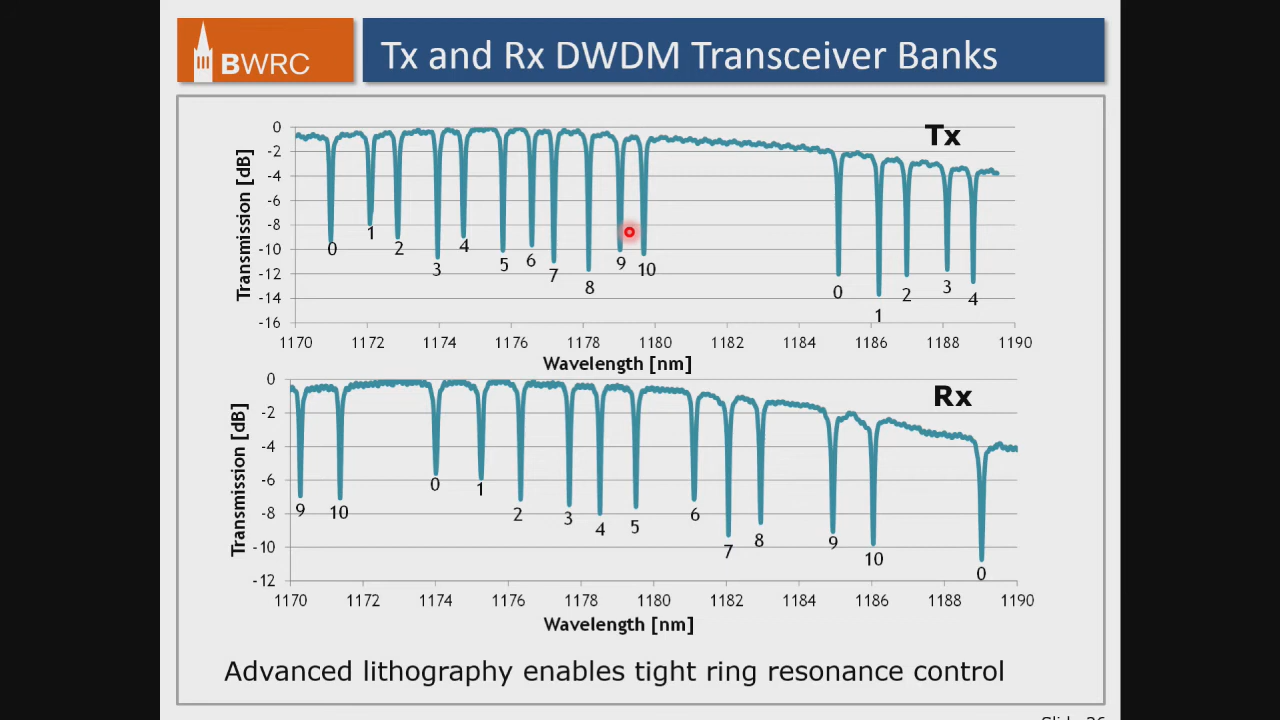 BWRC
Tx and Rx DWDM Transceiver Banks
Tx
Transmission [dB]
0
-2
-4
-6
-8
-10
-12
-14
-16
0 1 2 3 4 5 6 7 8 9 10 0 1 2 3 4
1170 1172 1174 1176 1178 1180 1182 1184 1186 1188 1190
Wavelength [nm]
Rx
Transmission [dB]
0
-2
-4
-6
-8
-10
-12
9 10 0 1 2 3 4 5 6 7 8 9 10 0
1170 1172 1174 1176 1178 1180 1182 1184 1186 1188 1190
Wavelength [nm]
Advanced lithography enables tight ring resonance control